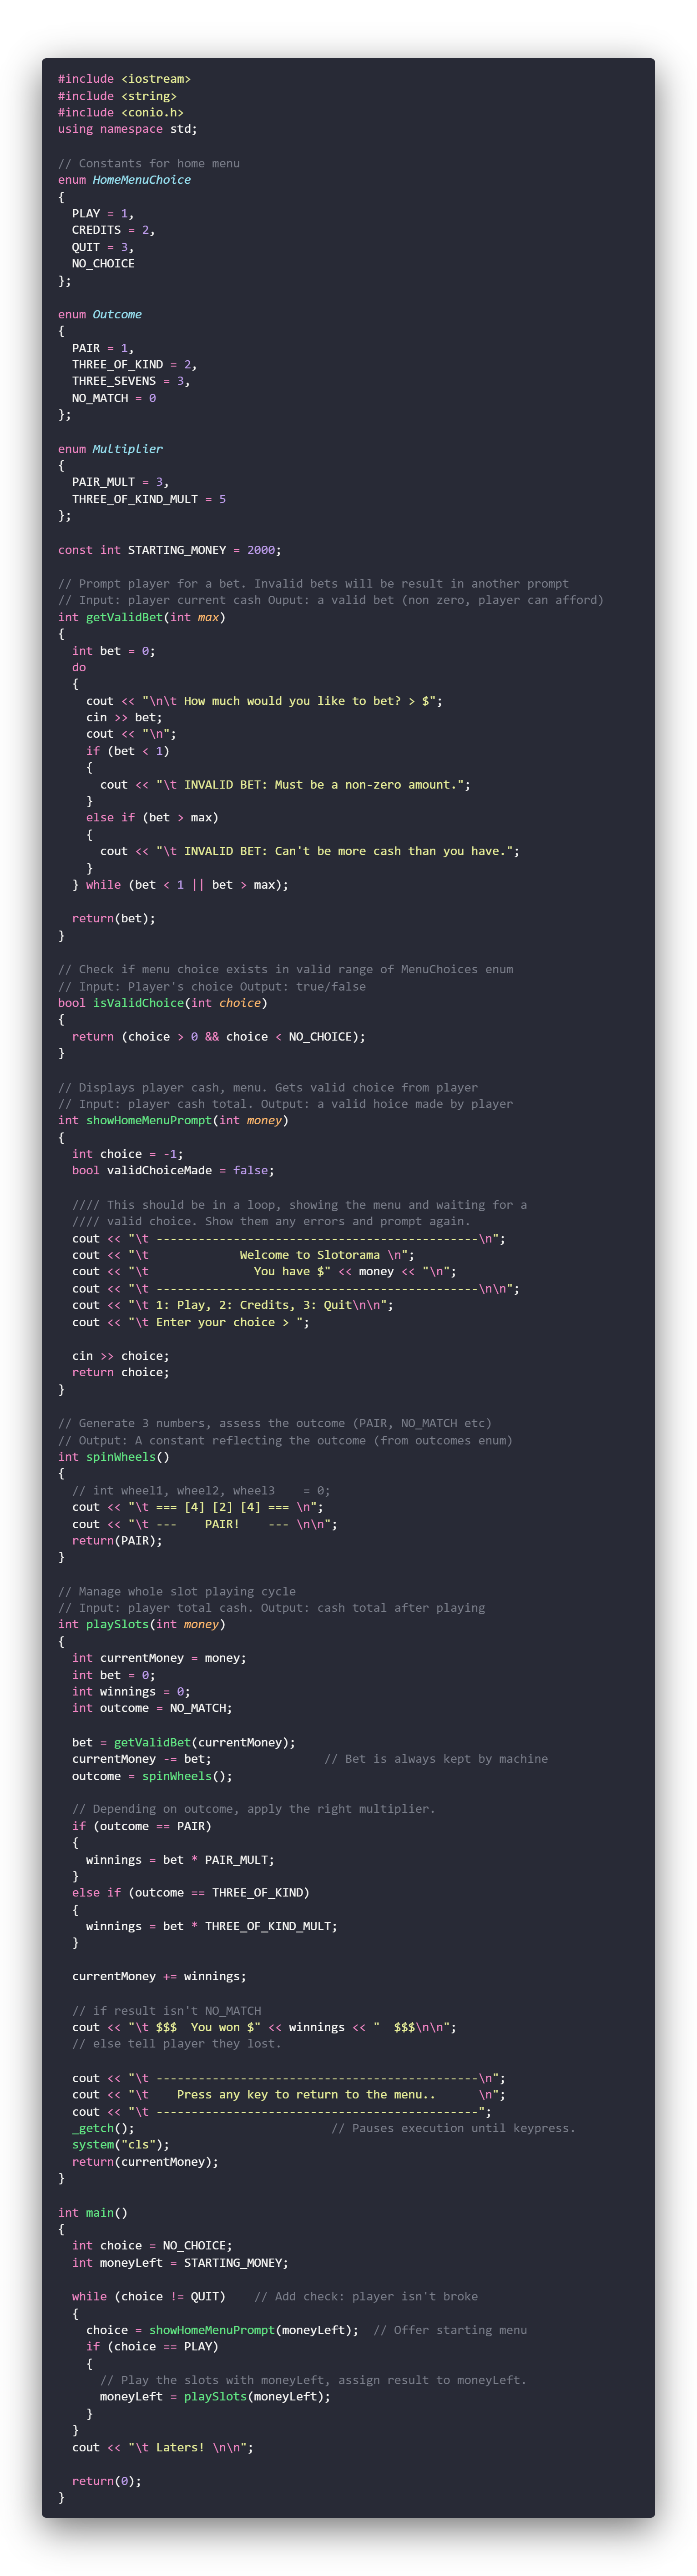 #include <iostream>
#include <string>
#include <conio.h>
using namespace std;

// Constants for home menu
enum HomeMenuChoice
{
  PLAY = 1,
  CREDITS = 2,
  QUIT = 3,
  NO_CHOICE
};

enum Outcome
{
  PAIR = 1,
  THREE_OF_KIND = 2,
  THREE_SEVENS = 3,
  NO_MATCH = 0
};

enum Multiplier
{
  PAIR_MULT = 3,
  THREE_OF_KIND_MULT = 5
};

const int STARTING_MONEY = 2000;

// Prompt player for a bet. Invalid bets will be result in another prompt
// Input: player current cash Ouput: a valid bet (non zero, player can afford)
int getValidBet(int max)
{
  int bet = 0;
  do
  {
    cout << "\n\t How much would you like to bet? > $";
    cin >> bet;
    cout << "\n";
    if (bet < 1)
    {
      cout << "\t INVALID BET: Must be a non-zero amount.";
    }
    else if (bet > max)
    {
      cout << "\t INVALID BET: Can't be more cash than you have.";
    }
  } while (bet < 1 || bet > max);

  return(bet);
}

// Check if menu choice exists in valid range of MenuChoices enum
// Input: Player's choice Output: true/false
bool isValidChoice(int choice)
{
  return (choice > 0 && choice < NO_CHOICE);
}

// Displays player cash, menu. Gets valid choice from player
// Input: player cash total. Output: a valid hoice made by player
int showHomeMenuPrompt(int money)
{
  int choice = -1;
  bool validChoiceMade = false;

  //// This should be in a loop, showing the menu and waiting for a
  //// valid choice. Show them any errors and prompt again.
  cout << "\t ----------------------------------------------\n";
  cout << "\t             Welcome to Slotorama \n";
  cout << "\t               You have $" << money << "\n";
  cout << "\t ----------------------------------------------\n\n";
  cout << "\t 1: Play, 2: Credits, 3: Quit\n\n";
  cout << "\t Enter your choice > ";

  cin >> choice;
  return choice;
}

// Generate 3 numbers, assess the outcome (PAIR, NO_MATCH etc)
// Output: A constant reflecting the outcome (from outcomes enum)
int spinWheels()
{
  // int wheel1, wheel2, wheel3    = 0;
  cout << "\t === [4] [2] [4] === \n";
  cout << "\t ---    PAIR!    --- \n\n";
  return(PAIR);
}

// Manage whole slot playing cycle
// Input: player total cash. Output: cash total after playing
int playSlots(int money)
{
  int currentMoney = money;
  int bet = 0;
  int winnings = 0;
  int outcome = NO_MATCH;

  bet = getValidBet(currentMoney);
  currentMoney -= bet;                // Bet is always kept by machine
  outcome = spinWheels();

  // Depending on outcome, apply the right multiplier.
  if (outcome == PAIR)
  {
    winnings = bet * PAIR_MULT;
  }
  else if (outcome == THREE_OF_KIND)
  {
    winnings = bet * THREE_OF_KIND_MULT;
  }

  currentMoney += winnings;

  // if result isn't NO_MATCH
  cout << "\t $$$  You won $" << winnings << "  $$$\n\n";
  // else tell player they lost.

  cout << "\t ----------------------------------------------\n";
  cout << "\t    Press any key to return to the menu..      \n";
  cout << "\t ----------------------------------------------";
  _getch();                            // Pauses execution until keypress.
  system("cls");
  return(currentMoney);
}

int main()
{
  int choice = NO_CHOICE;
  int moneyLeft = STARTING_MONEY;

  while (choice != QUIT)    // Add check: player isn't broke
  {
    choice = showHomeMenuPrompt(moneyLeft);  // Offer starting menu
    if (choice == PLAY)
    {
      // Play the slots with moneyLeft, assign result to moneyLeft.
      moneyLeft = playSlots(moneyLeft);
    }
  }
  cout << "\t Laters! \n\n";

  return(0);
}